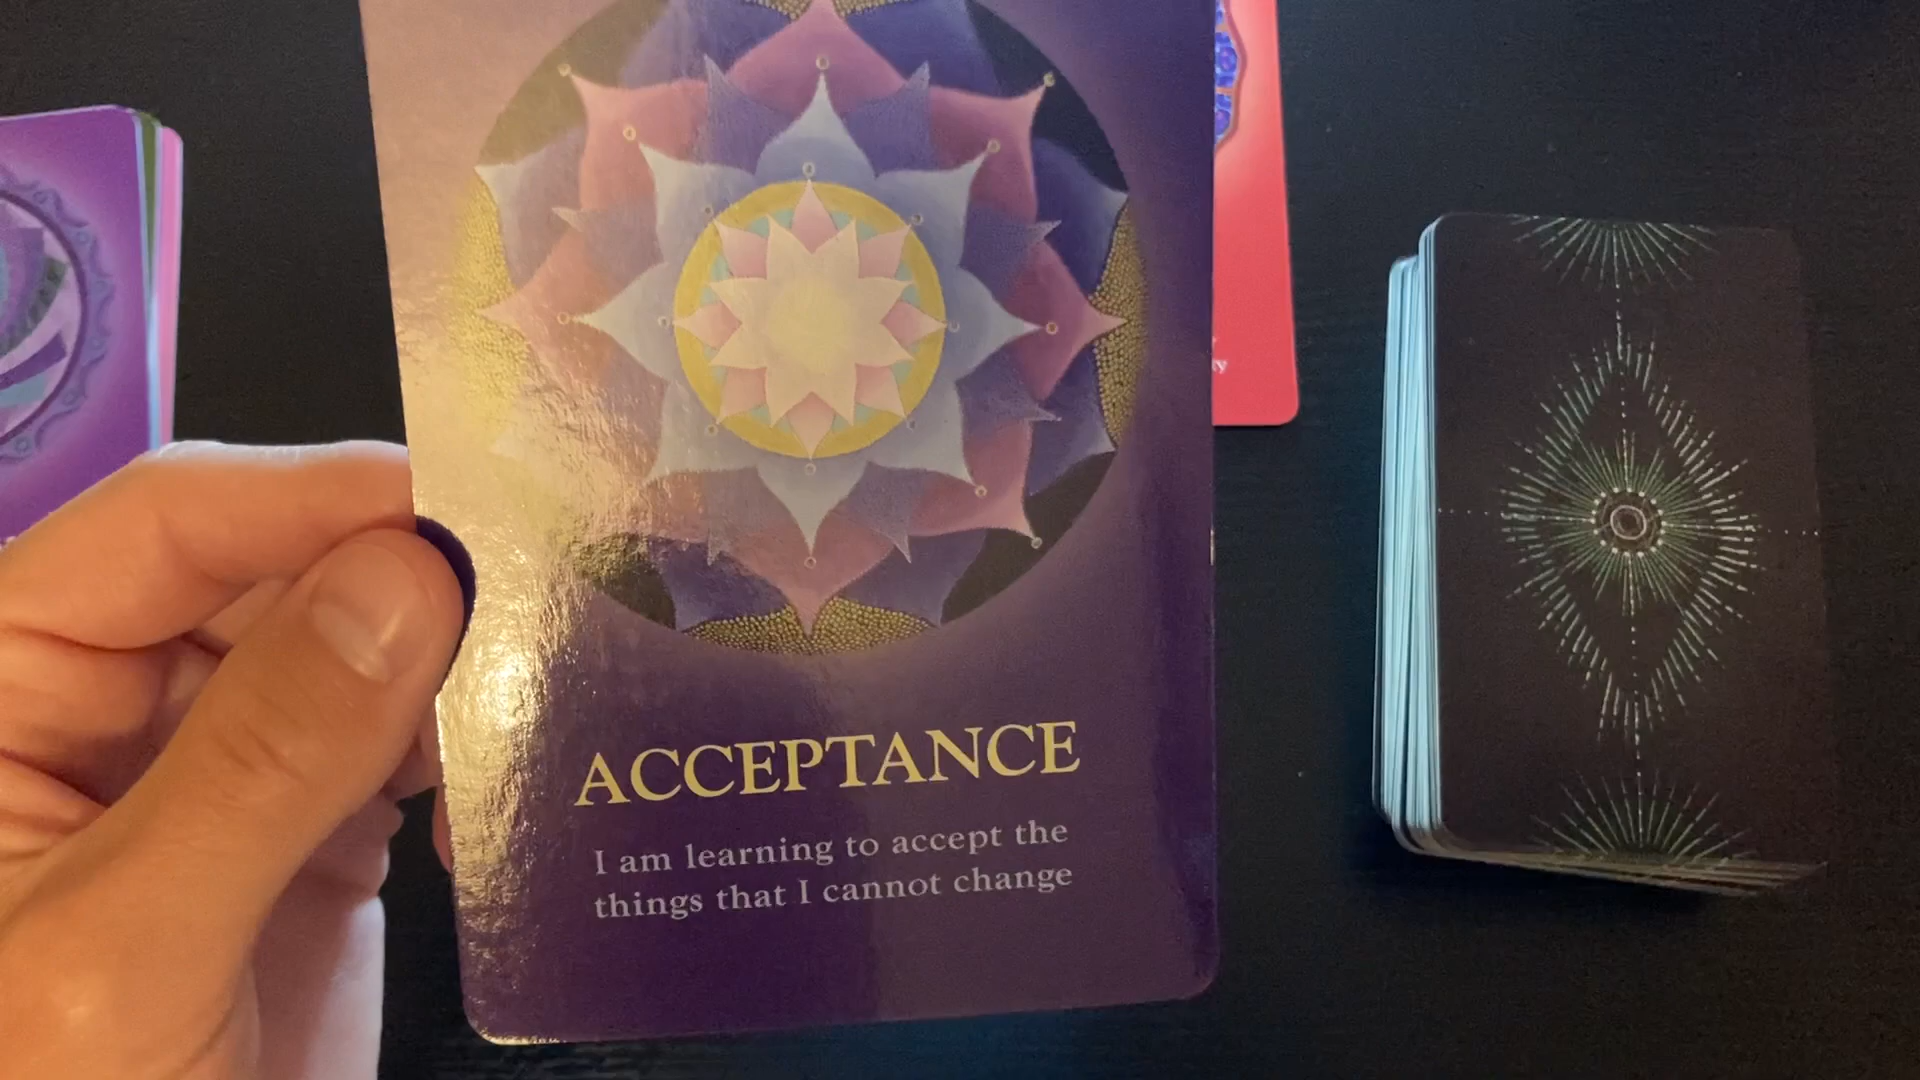 ACCEPTANCE
I am learning to accept the
things that I cannot change